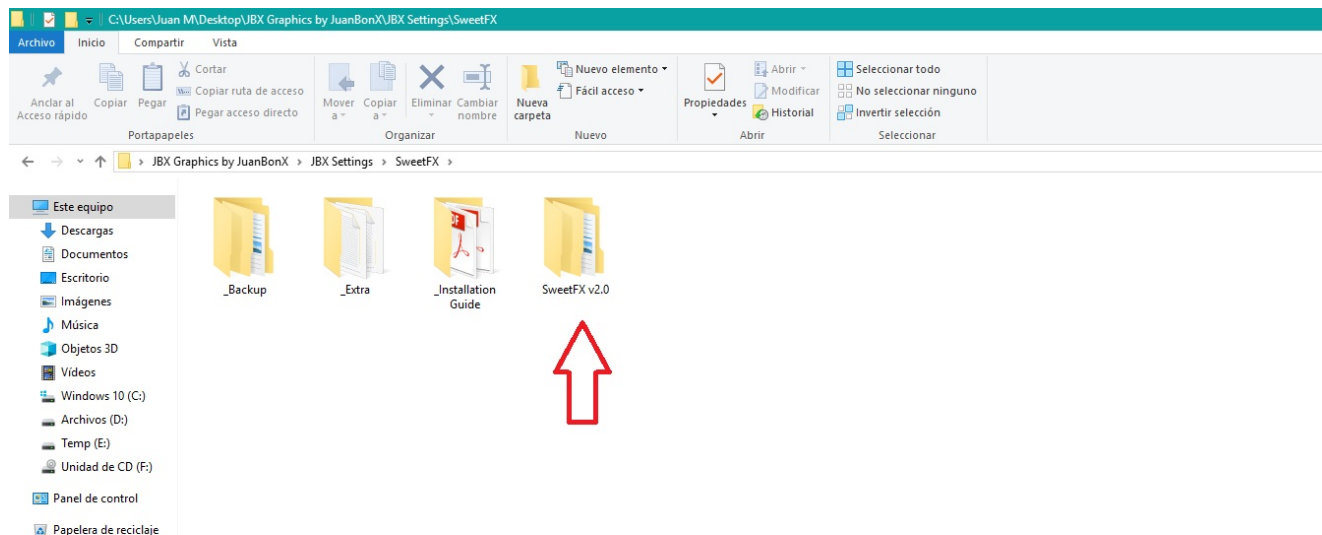 C:\Users\Juan M\Desktop\JBX Graphics by JuanBonX\JBX Settings\SweetFX
Archivo Inicio Compartir Vista
Anclar al Acceso rápido
Copiar
Pegar
Cortar
Copiar ruta de acceso
Pegar acceso directo
Portapapeles
Mover a
Copiar a
Eliminar
Cambiar nombre
Organizar
Nueva carpeta
Nuevo elemento
Fácil acceso
Nuevo
Propiedades
Abrir
Modificar
Historial
Abrir
Seleccionar todo
No seleccionar ninguno
Invertir selección
Seleccionar
JBX Graphics by JuanBonX > JBX Settings > SweetFX >
Este equipo
Descargas
Documentos
Escritorio
Imágenes
Música
Objetos 3D
Vídeos
Windows 10 (C:)
Archivos (D:)
Temp (E:)
Unidad de CD (F:)
Panel de control
Papelera de reciclaje
_Backup
_Extra
_Installation
Guide
SweetFX v2.0